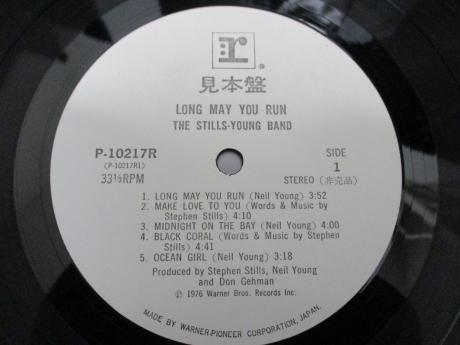 r®
見本盤
LONG MAY YOU RUN
THE STILLS-YOUNG BAND
P-10217R
(P-10217R1)
33⅓RPM
SIDE
1
STEREO (非売品)
1. LONG MAY YOU RUN (Neil Young) 3:52
2. MAKE LOVE TO YOU (Words & Music by
Stephen Stills) 4:10
3. MIDNIGHT ON THE BAY (Neil Young) 4:00
4. BLACK CORAL (Words & Music by Stephen
Stills) 4:41
5. OCEAN GIRL (Neil Young) 3:18
Produced by Stephen Stills, Neil Young
and Don Gehman
℗ 1976 Warner Bros. Records Inc.
MADE BY WARNER-PIONEER CORPORATION, JAPAN.